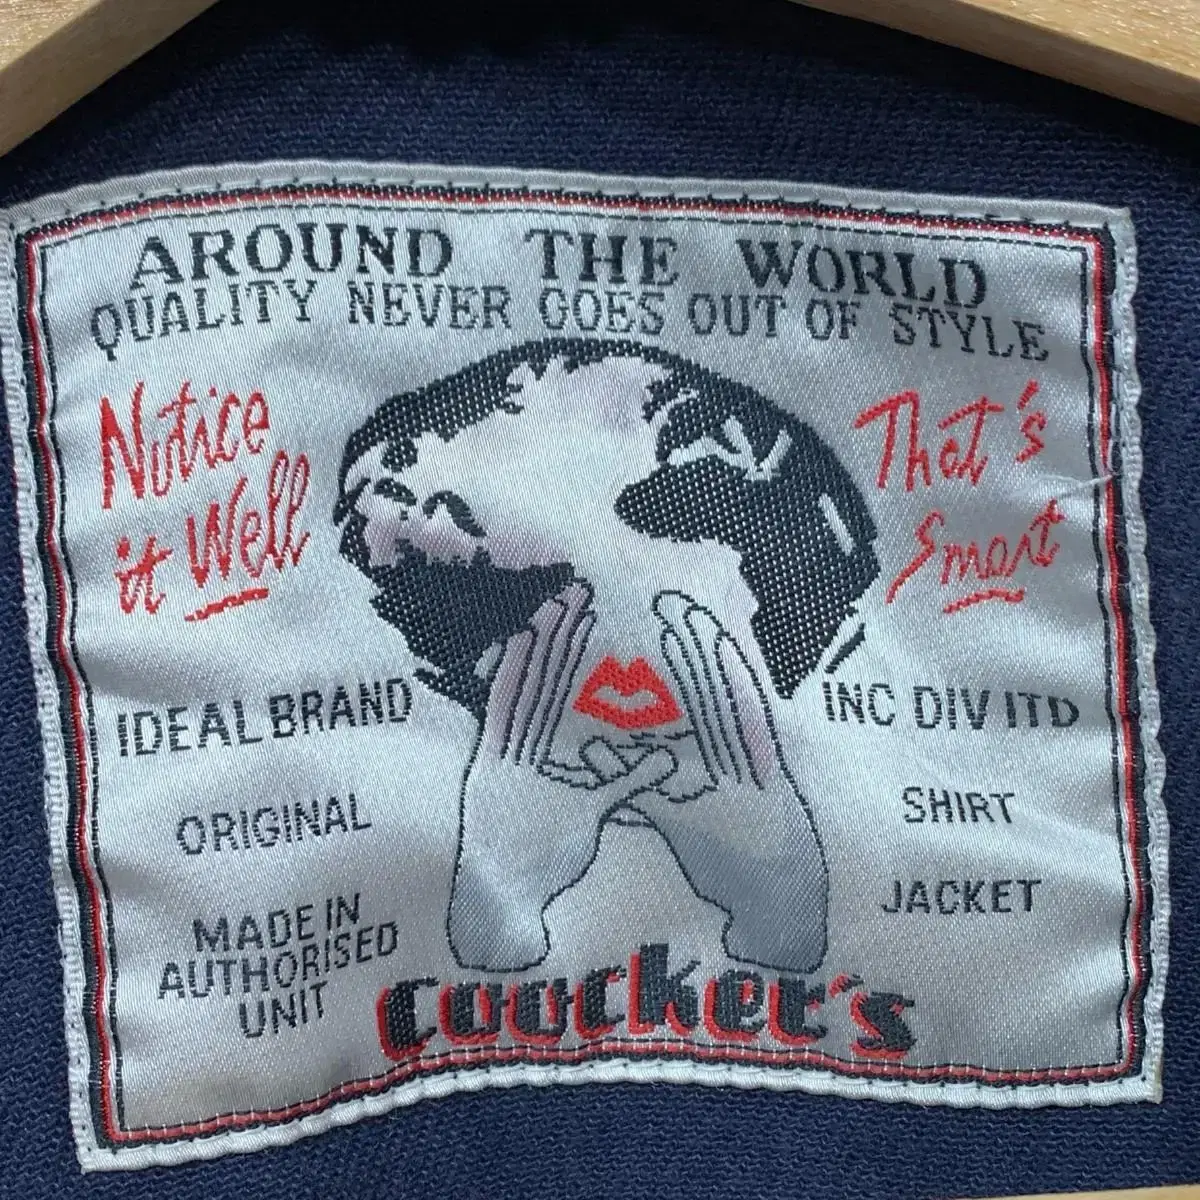 AROUND THE WORLD
QUALITY NEVER GOES OUT OF STYLE
Notice
it Well
That's
Smart
IDEAL BRAND
INC DIV ITD
ORIGINAL
SHIRT
JACKET
MADE IN
AUTHORISED
UNIT
coocker's